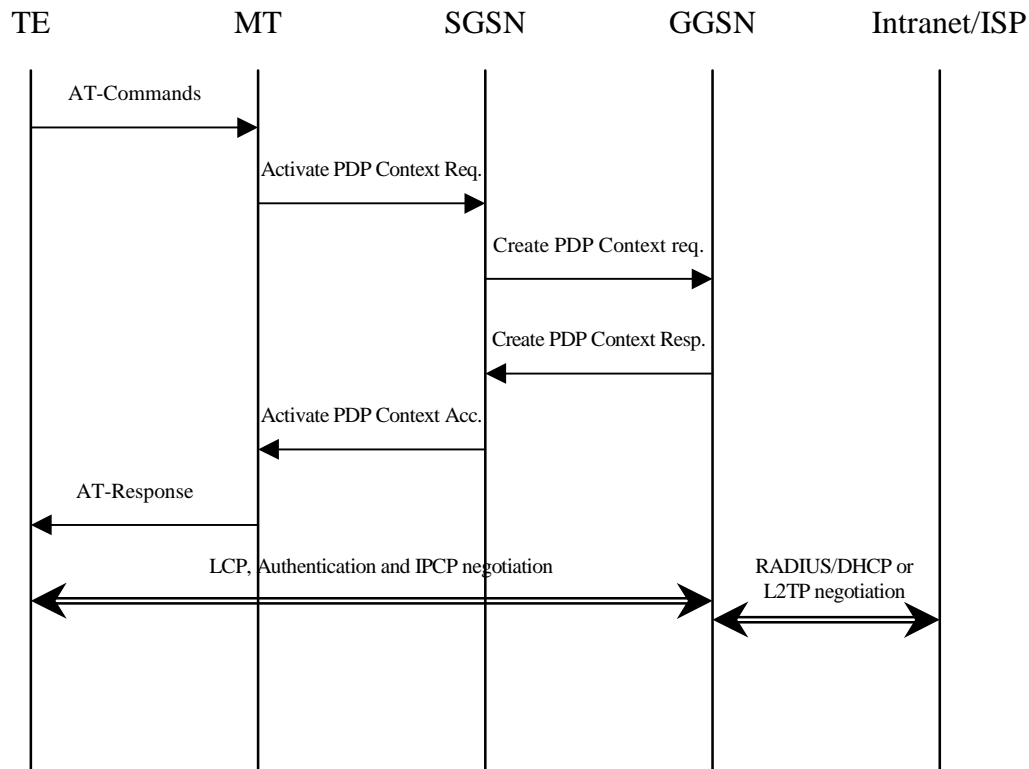 TE
MT
SGSN
GGSN
Intranet/ISP
AT-Commands
Activate PDP Context Req.
Create PDP Context req.
Create PDP Context Resp.
Activate PDP Context Acc.
AT-Response
LCP, Authentication and IPCP negotiation
RADIUS/DHCP or
L2TP negotiation